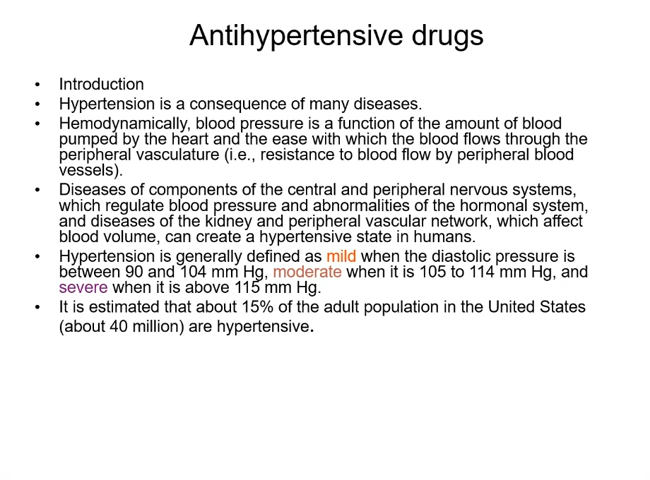 Antihypertensive drugs
• Introduction
• Hypertension is a consequence of many diseases.
• Hemodynamically, blood pressure is a function of the amount of blood
pumped by the heart and the ease with which the blood flows through the
peripheral vasculature (i.e., resistance to blood flow by peripheral blood
vessels).
• Diseases of components of the central and peripheral nervous systems,
which regulate blood pressure and abnormalities of the hormonal system,
and diseases of the kidney and peripheral vascular network, which affect
blood volume, can create a hypertensive state in humans.
• Hypertension is generally defined as mild when the diastolic pressure is
between 90 and 104 mm Hg, moderate when it is 105 to 114 mm Hg, and
severe when it is above 115 mm Hg.
• It is estimated that about 15% of the adult population in the United States
(about 40 million) are hypertensive.